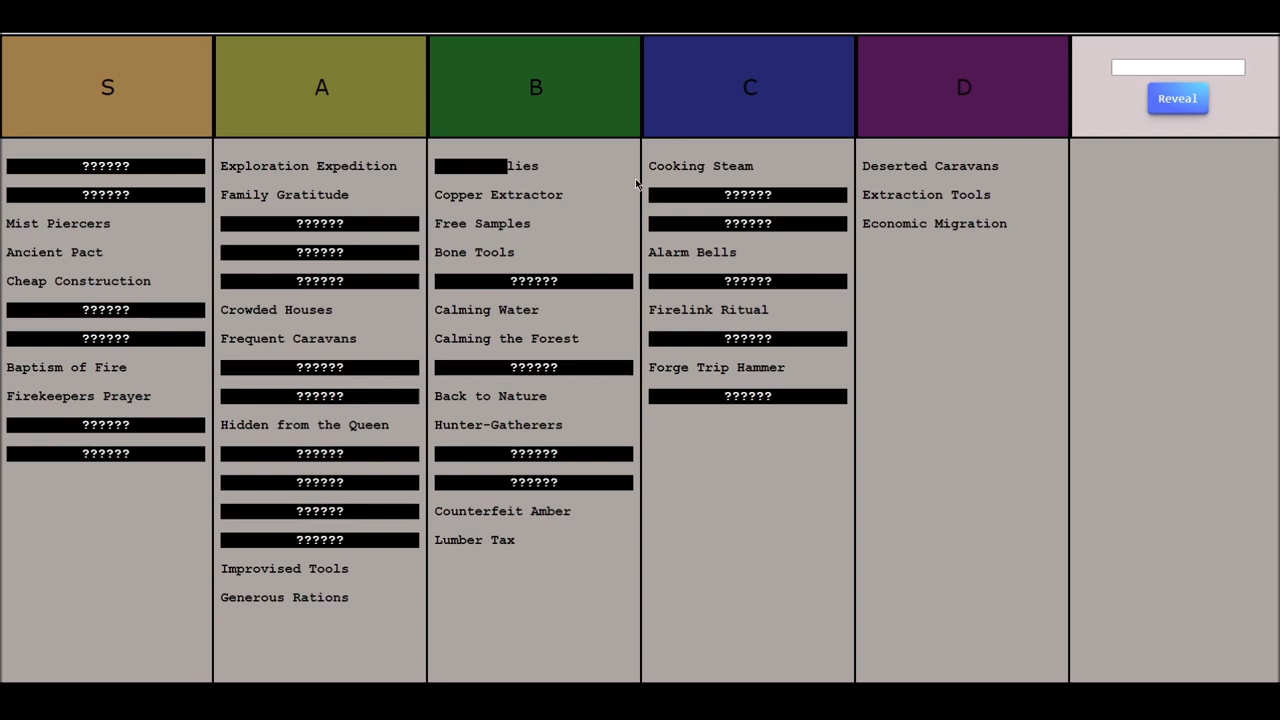 S
A
B
C
D
Reveal
??????
??????
Mist Piercers
Ancient Pact
Cheap Construction
??????
??????
Baptism of Fire
Firekeepers Prayer
??????
??????
Exploration Expedition
Family Gratitude
??????
??????
??????
Crowded Houses
Frequent Caravans
??????
??????
Hidden from the Queen
??????
??????
??????
??????
Improvised Tools
Generous Rations
lies
Copper Extractor
Free Samples
Bone Tools
??????
Calming Water
Calming the Forest
??????
Back to Nature
Hunter-Gatherers
??????
??????
Counterfeit Amber
Lumber Tax
Cooking Steam
??????
??????
Alarm Bells
??????
Firelink Ritual
??????
Forge Trip Hammer
??????
Deserted Caravans
Extraction Tools
Economic Migration